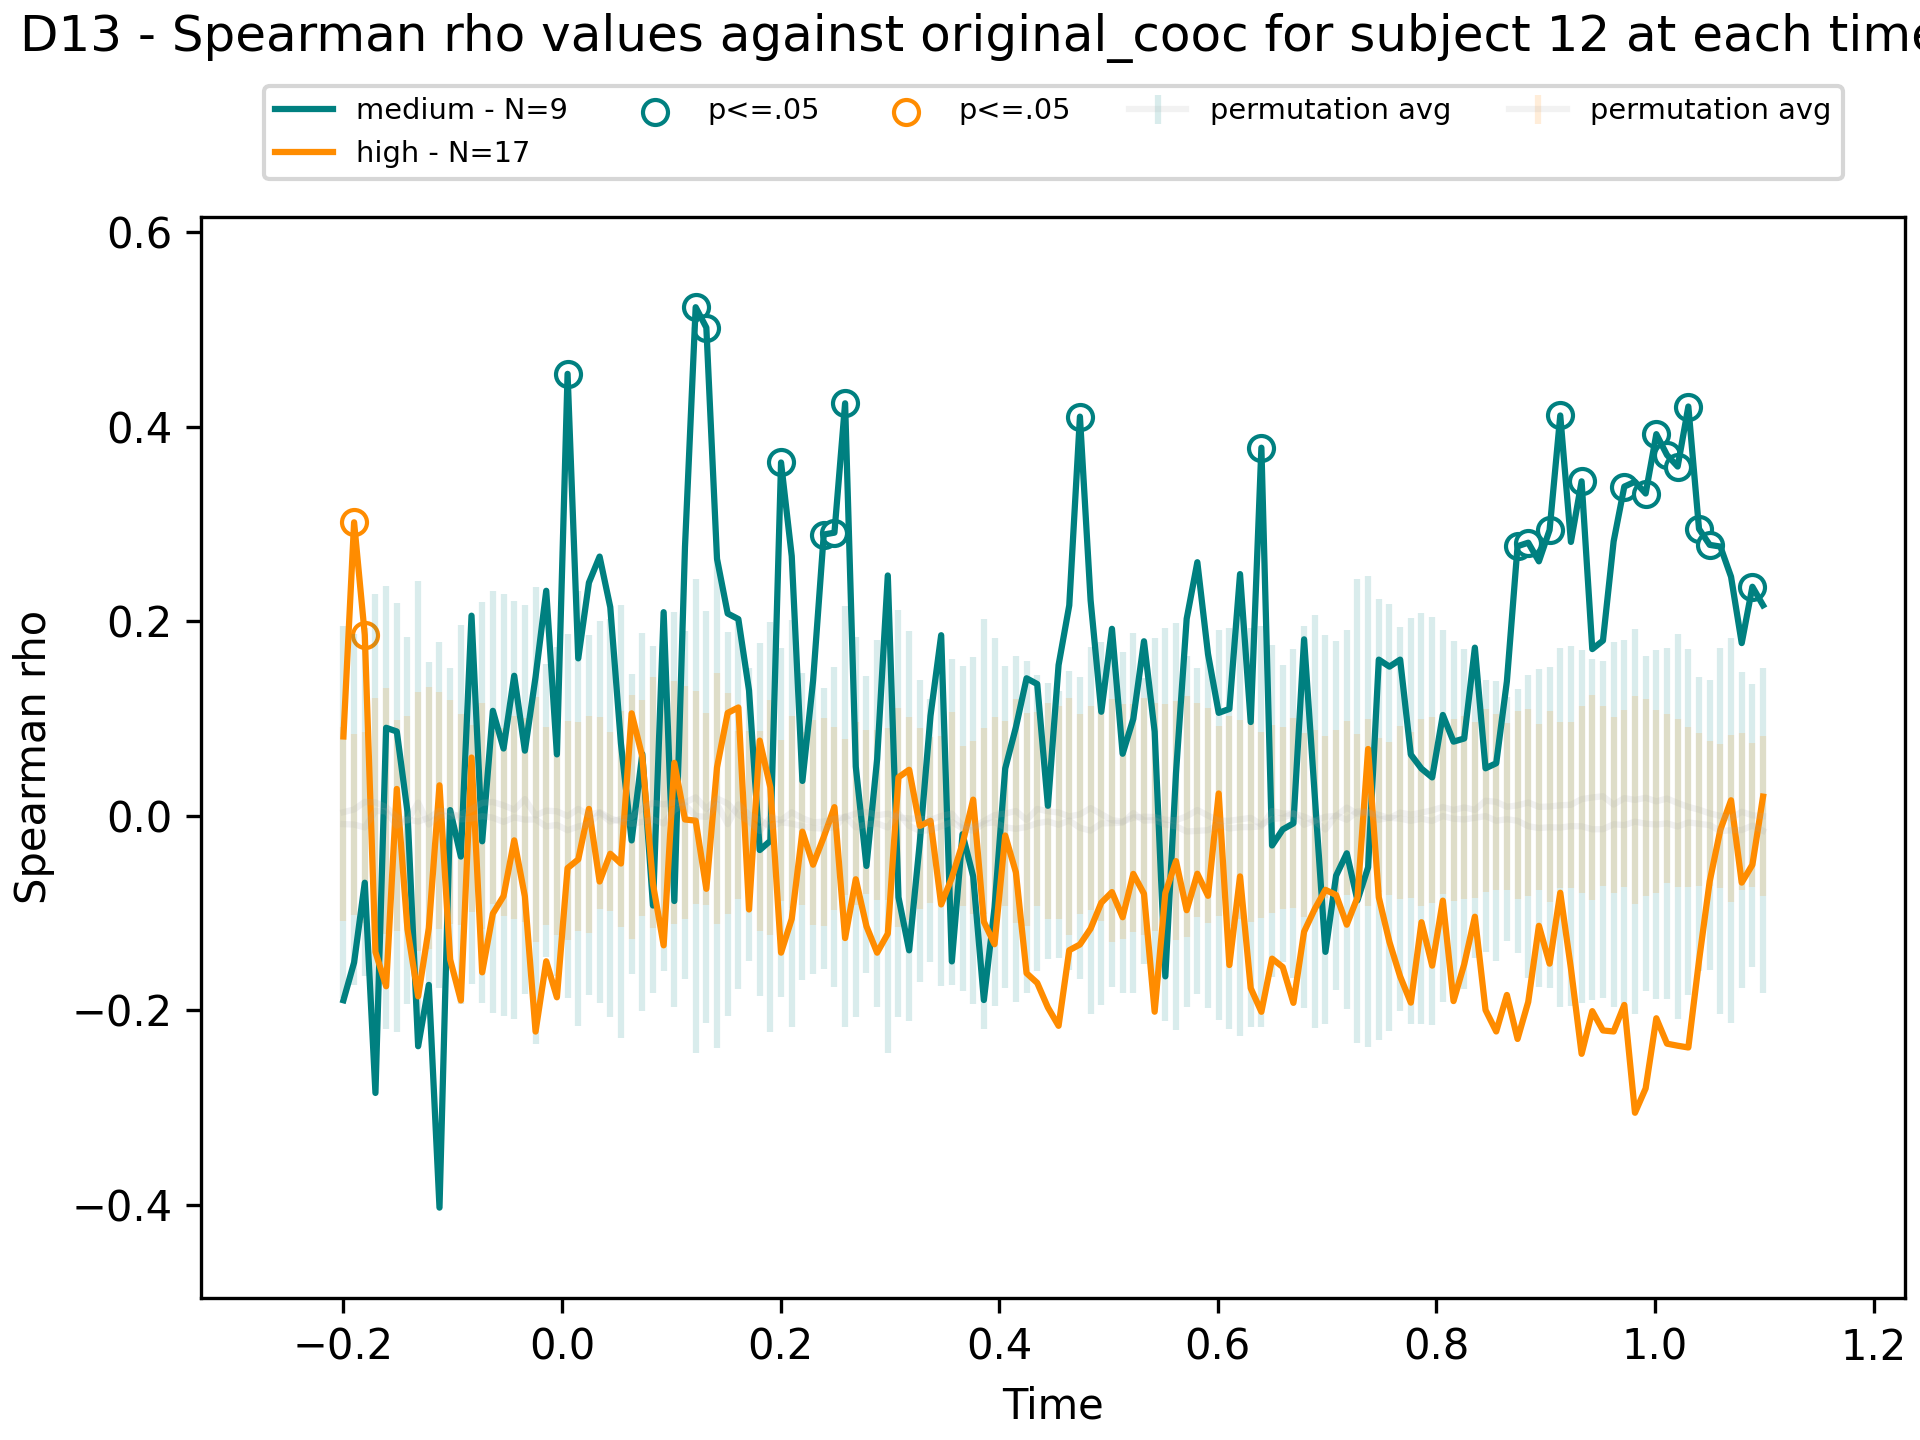 D13 - Spearman rho values against original_cooc for subject 12 at each time
medium - N=9 p<=.05 p<=.05 permutation avg permutation avg
high - N=17
0.6
0.4
0.2
0.0
−0.2
−0.4
Spearman rho
−0.2 0.0 0.2 0.4 0.6 0.8 1.0 1.2
Time